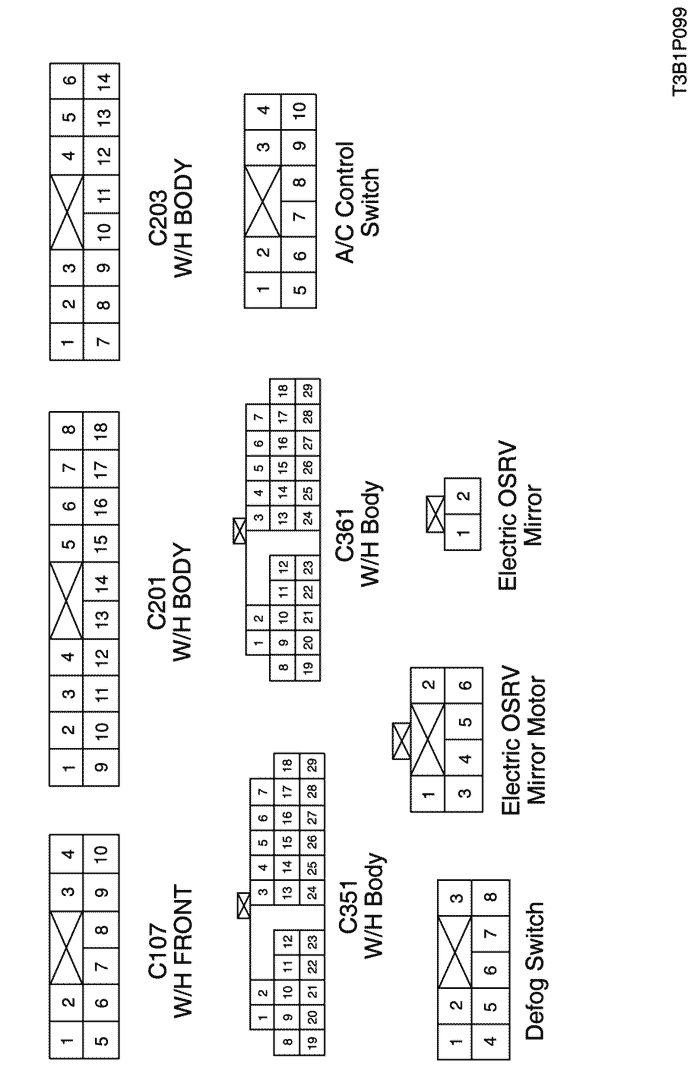 1 2 3 4
5 6 7 8 9 10
C107
W/H FRONT
1 2 3 4 5 6 7 8
9 10 11 12 13 14 15 16 17 18
C201
W/H BODY
1 2 3 4 5 6
7 8 9 10 11 12 13 14
C203
W/H BODY
1 2 3 4 5 6 7
8 9 10 11 12 13 14 15 16 17 18
19 20 21 22 23 24 25 26 27 28 29
C351
W/H Body
1 2 3 4 5 6 7
8 9 10 11 12 13 14 15 16 17 18
19 20 21 22 23 24 25 26 27 28 29
C361
W/H Body
1 2 3 4
5 6 7 8 9 10
A/C Control
Switch
1 2 3
4 5 6 7 8
Defog Switch
1 2
3 4 5 6
Electric OSRV
Mirror Motor
1 2
Electric OSRV
Mirror
T3B1P099